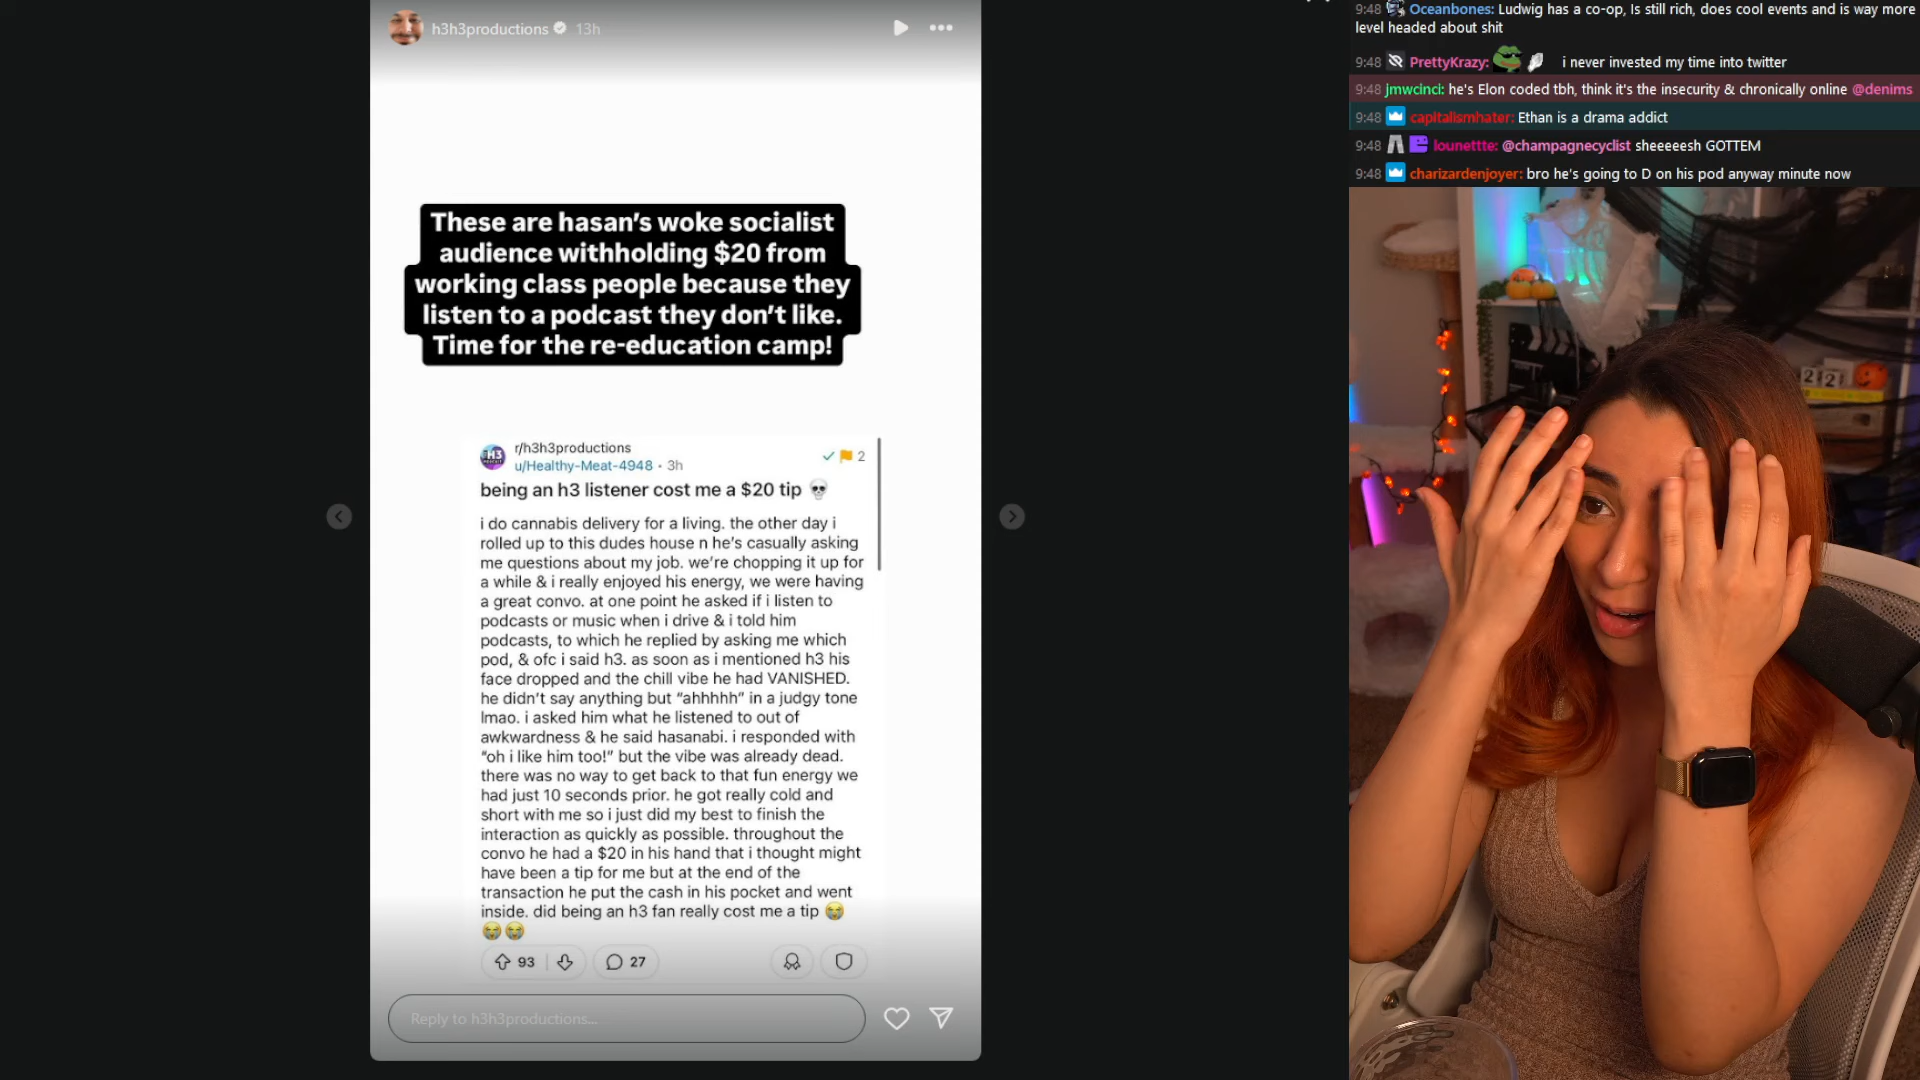 h3h3productions 13h
These are hasan's woke socialist
audience withholding $20 from
working class people because they
listen to a podcast they don't like.
Time for the re-education camp!
r/h3h3productions
u/Healthy-Meat-4948 • 3h
2
being an h3 listener cost me a $20 tip 💀
i do cannabis delivery for a living. the other day i
rolled up to this dudes house n he's casually asking
me questions about my job. we're chopping it up for
a while & i really enjoyed his energy, we were having
a great convo. at one point he asked if i listen to
podcasts or music when i drive & i told him
podcasts, to which he replied by asking me which
pod, & ofc i said h3. as soon as i mentioned h3 his
face dropped and the chill vibe he had VANISHED.
he didn't say anything but “ahhhhh” in a judgy tone
lmao. i asked him what he listened to out of
awkwardness & he said hasanabi. i responded with
“oh i like him too!” but the vibe was already dead.
there was no way to get back to that fun energy we
had just 10 seconds prior. he got really cold and
short with me so i just did my best to finish the
interaction as quickly as possible. throughout the
convo he had a $20 in his hand that i thought might
have been a tip for me but at the end of the
transaction he put the cash in his pocket and went
inside. did being an h3 fan really cost me a tip 😭
😭😭
93 27
Reply to h3h3productions...
9:48 Oceanbones: Ludwig has a co-op, Is still rich, does cool events and is way more
level headed about shit
9:48 PrettyKrazy: i never invested my time into twitter
9:48 jmwcinci: he's Elon coded tbh, think it's the insecurity & chronically online @denims
9:48 capitalismhater: Ethan is a drama addict
9:48 lounettte: @champagnecyclist sheeeeesh GOTTEM
9:48 charizardenjoyer: bro he's going to D on his pod anyway minute now
22